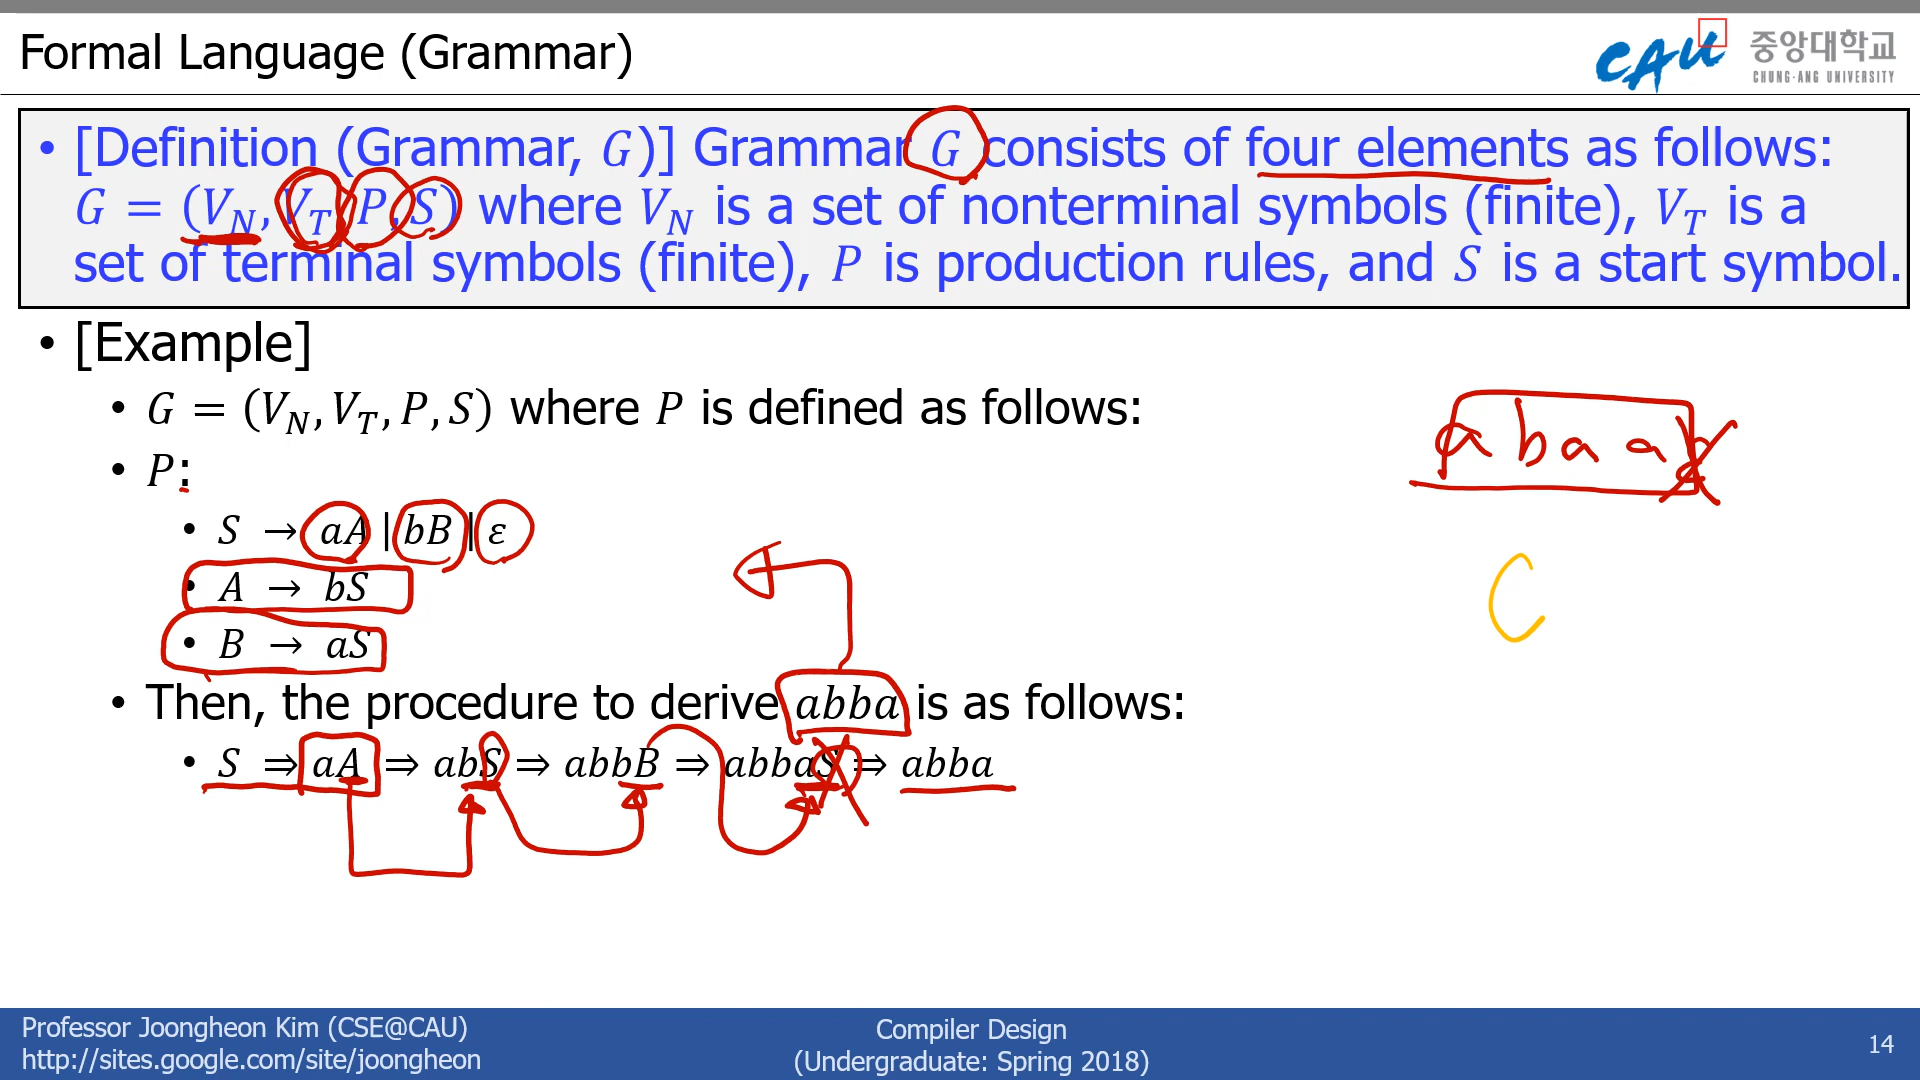 Formal Language (Grammar)
CAU 중앙대학교
CHUNG-ANG UNIVERSITY
• [Definition (Grammar, G)] Grammar G consists of four elements as follows:
G = (V_N, V_T, P, S) where V_N is a set of nonterminal symbols (finite), V_T is a
set of terminal symbols (finite), P is production rules, and S is a start symbol.
• [Example]
• G = (V_N, V_T, P, S) where P is defined as follows:
• P:
a b a a
• S → aA | bB | ε
• A → bS
• B → aS
C
• Then, the procedure to derive abba is as follows:
• S ⇒ aA ⇒ abS ⇒ abbB ⇒ abbaS ⇒ abba
Professor Joongheon Kim (CSE@CAU)
http://sites.google.com/site/joongheon
Compiler Design
(Undergraduate: Spring 2018)
14